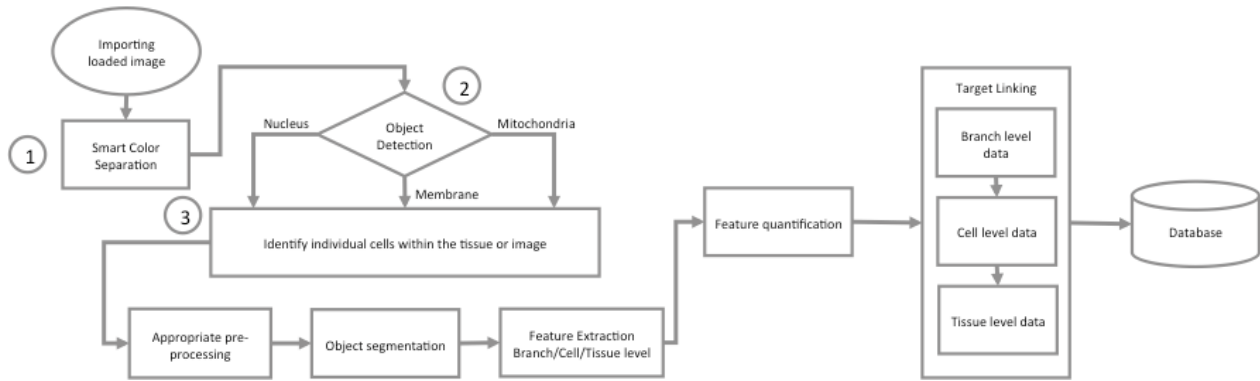 Importing
loaded image
1
Smart Color
Separation
2
Object
Detection
Nucleus
Mitochondria
Membrane
3
Identify individual cells within the tissue or image
Appropriate pre-
processing
Object segmentation
Feature Extraction
Branch/Cell/Tissue level
Feature quantification
Target Linking
Branch level
data
Cell level data
Tissue level data
Database